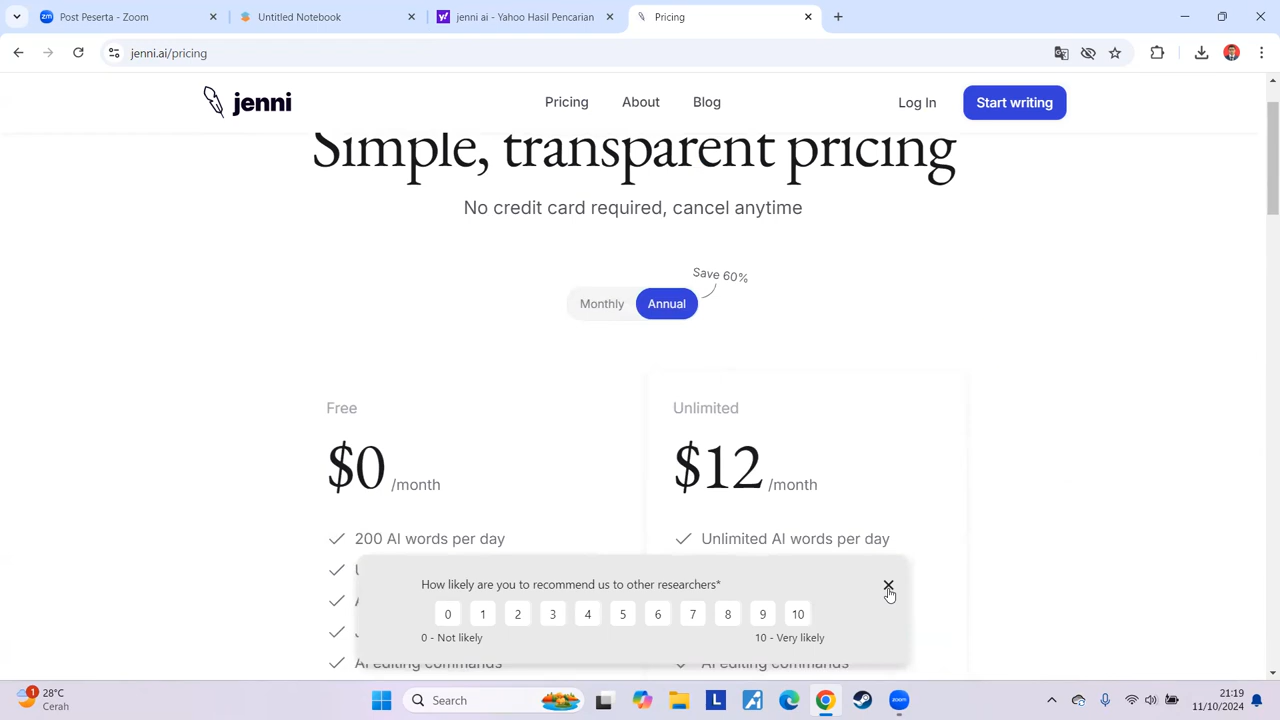 Post Peserta - Zoom
Untitled Notebook
jenni ai - Yahoo Hasil Pencarian
Pricing
jenni.ai/pricing
jenni
Pricing
About
Blog
Log In
Start writing
Simple, transparent pricing
No credit card required, cancel anytime
Save 60%
Monthly
Annual
Free
Unlimited
$0 /month
$12 /month
200 AI words per day
Unlimited AI words per day
How likely are you to recommend us to other researchers*
0 1 2 3 4 5 6 7 8 9 10
0 - Not likely
10 - Very likely
AI editing commands
AI editing commands
1
28°C
Cerah
Search
zoom
21:19
11/10/2024